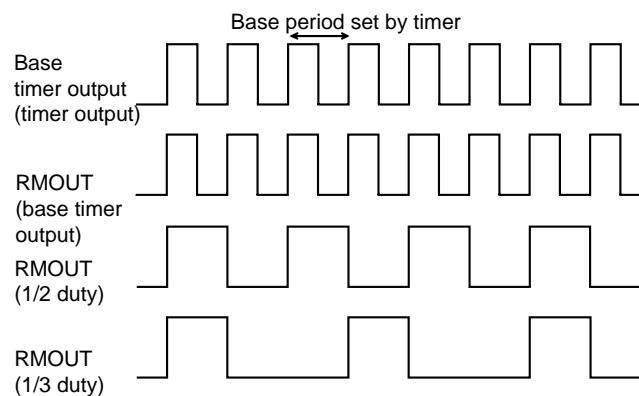 Base period set by timer
Base
timer output
(timer output)
RMOUT
(base timer
output)
RMOUT
(1/2 duty)
RMOUT
(1/3 duty)